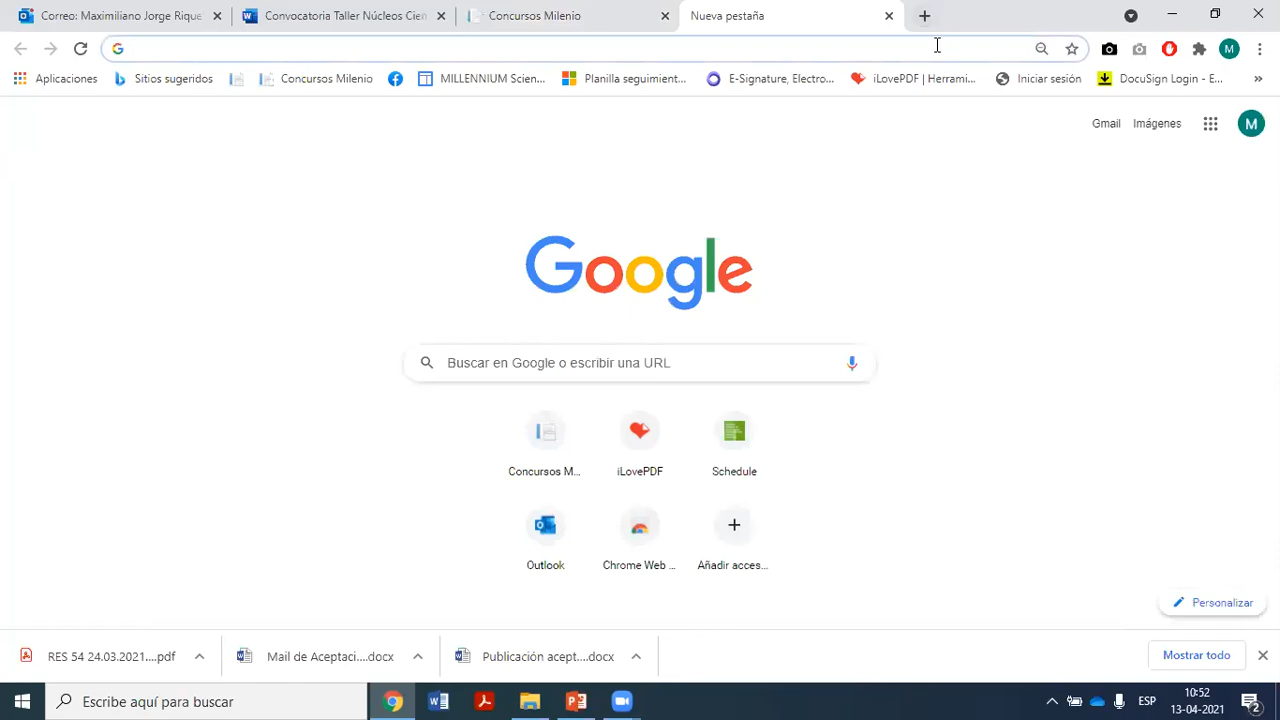 Correo: Maximiliano Jorge Rique
Convocatoria Taller Núcleos Cien
Concursos Milenio
Nueva pestaña
M
Aplicaciones
Sitios sugeridos
Concursos Milenio
MILLENNIUM Scien...
Planilla seguimient...
E-Signature, Electro...
iLovePDF | Herrami...
Iniciar sesión
DocuSign Login - E...
»
Gmail
Imágenes
M
Google
Buscar en Google o escribir una URL
Concursos M...
iLovePDF
Schedule
Outlook
Chrome Web ...
Añadir acces...
Personalizar
RES 54 24.03.2021....pdf
Mail de Aceptaci....docx
Publicación acept....docx
Mostrar todo
Escribe aquí para buscar
ESP
10:52
13-04-2021
2